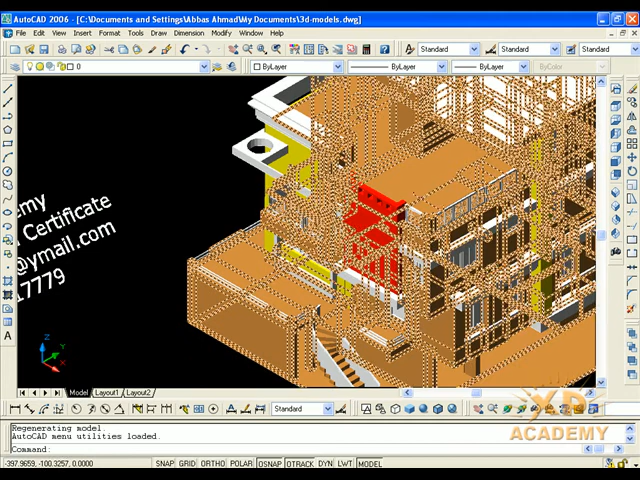 AutoCAD 2006 - [C:\Documents and Settings\Abbas Ahmad\My Documents\3d-models.dwg]
File Edit View Insert Format Tools Draw Dimension Modify Window Help
Standard Standard Standard
0 ByLayer ByLayer ByLayer ByColor
emy
Certificate
@ymail.com
17779
Z
Y
X
Model Layout1 Layout2
Standard
Regenerating model.
AutoCAD menu utilities loaded.
Command:
XD
ACADEMY
-397.9659, -100.3257, 0.0000 SNAP GRID ORTHO POLAR OSNAP OTRACK DYN LWT MODEL